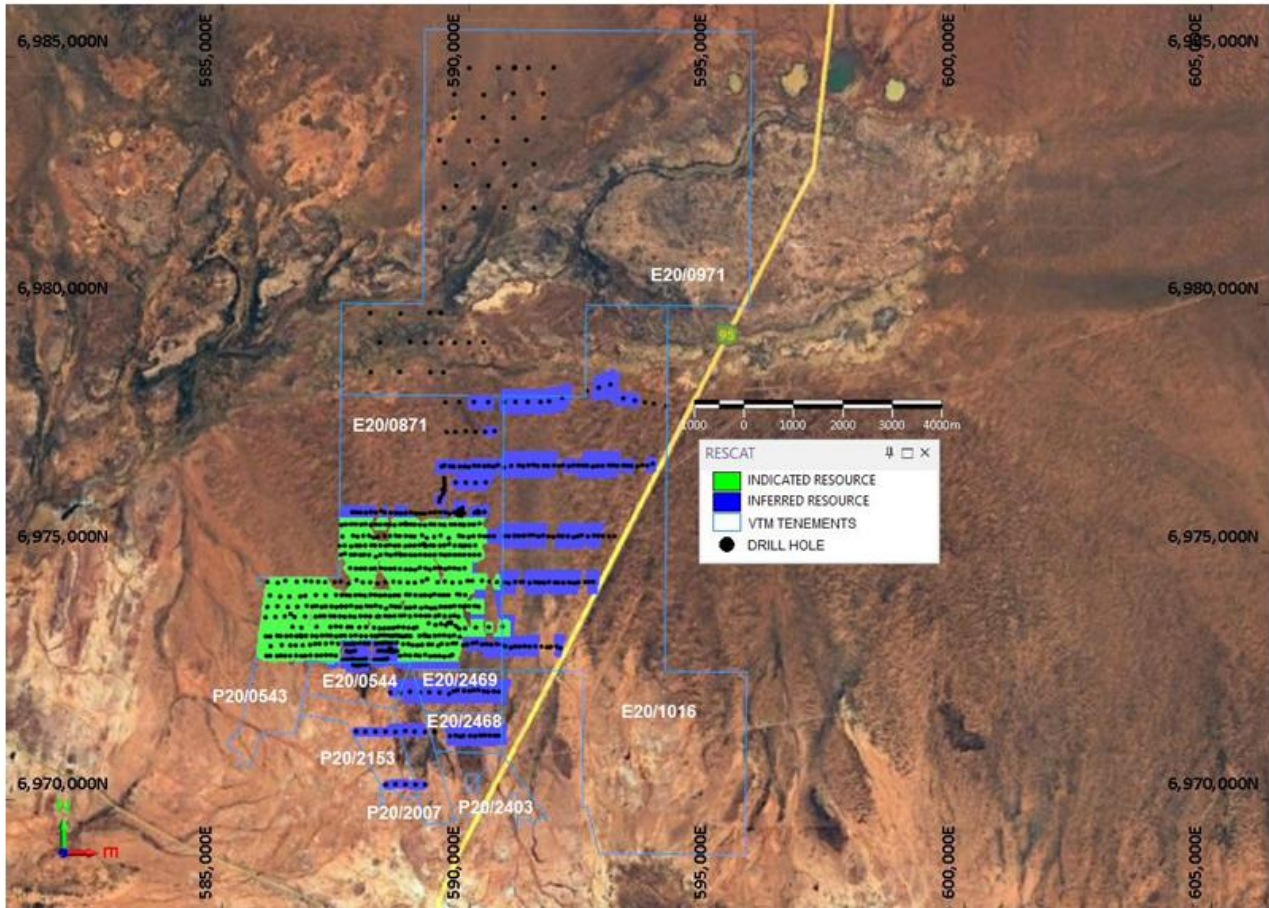 6,985,000N
585,000E
590,000E
595,000E
600,000E
605,000E
6,985,000N
E20/0971
6,980,000N
6,980,000N
95
E20/0871
1000 0 1000 2000 3000 4000m
RESCAT
INDICATED RESOURCE
INFERRED RESOURCE
VTM TENEMENTS
DRILL HOLE
6,975,000N
6,975,000N
P20/0543
E20/0544
E20/2469
E20/2468
E20/1016
P20/2153
6,970,000N
6,970,000N
P20/2007
P20/2403
585,000E
590,000E
595,000E
600,000E
605,000E